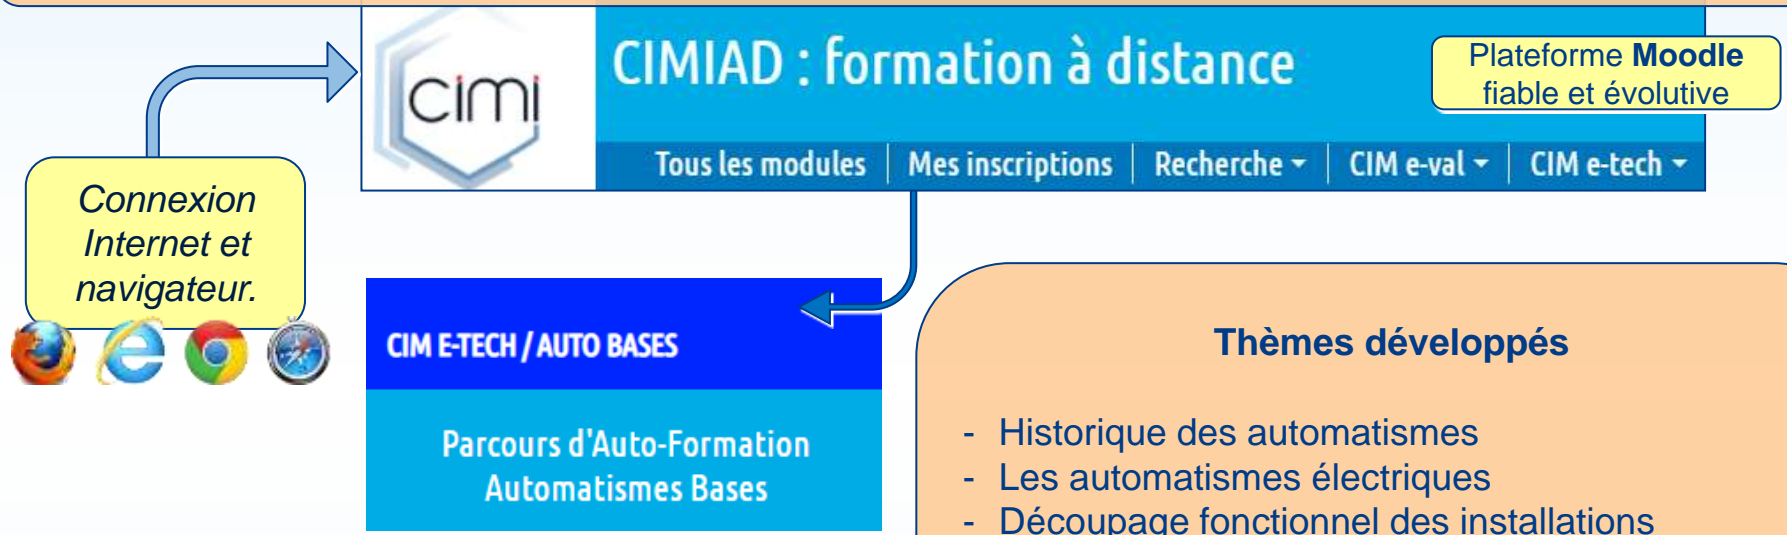 cimi
CIMIAD : formation à distance
Plateforme Moodle
fiable et évolutive
Tous les modules
Mes inscriptions
Recherche
CIM e-val
CIM e-tech
Connexion
Internet et
navigateur.
CIM E-TECH / AUTO BASES
Parcours d'Auto-Formation
Automatismes Bases
Thèmes développés
- Historique des automatismes
- Les automatismes électriques
- Découpage fonctionnel des installations